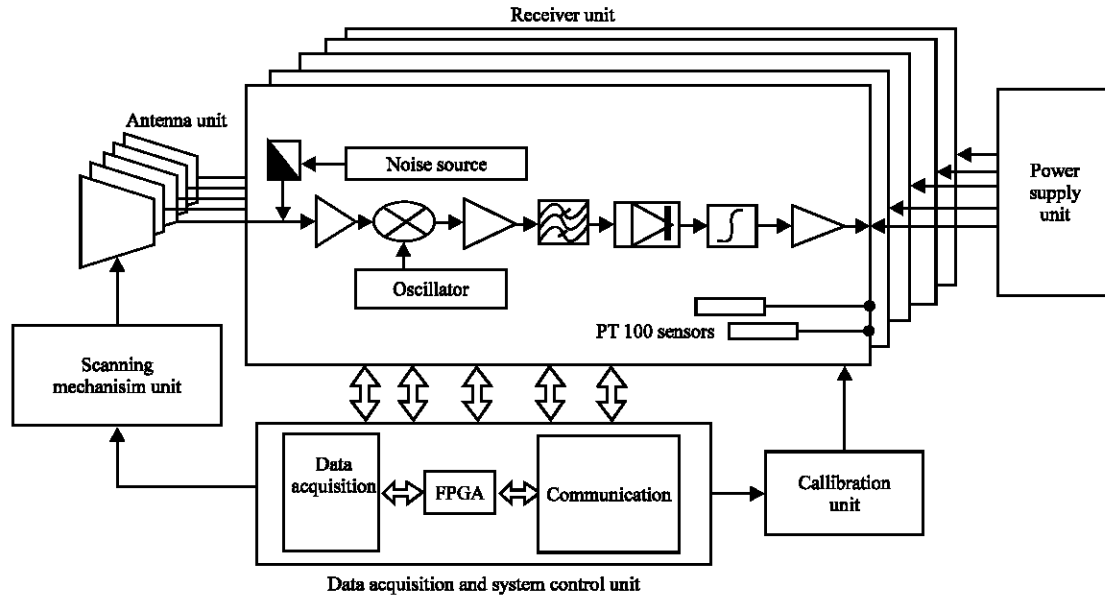 Receiver unit
Antenna unit
Noise source
Power
supply
unit
Oscillator
PT 100 sensors
Scanning
mechanisim unit
Data
acquisition
FPGA
Communication
Callibration
unit
Data acquisition and system control unit